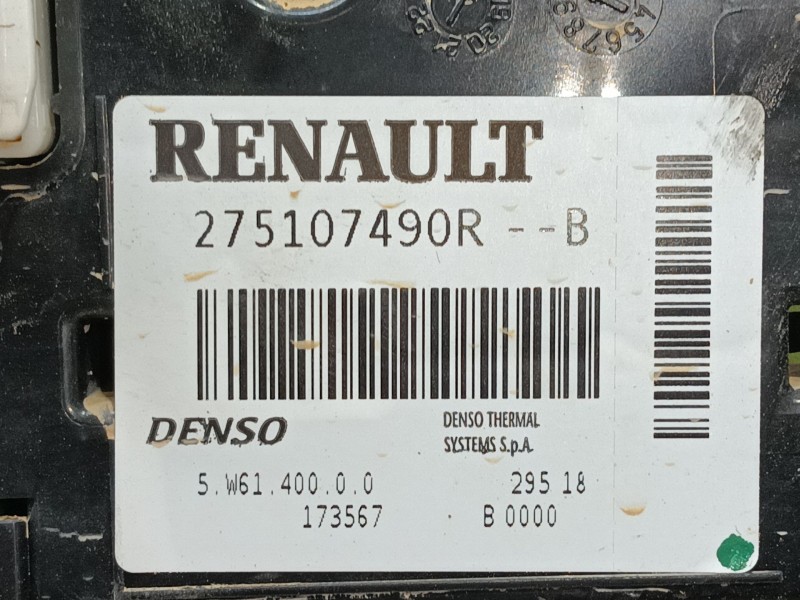 RENAULT
275107490R --B
DENSO
DENSO THERMAL
SYSTEMS S.p.A.
5.W61.400.0.0
295 18
173567
B 0000